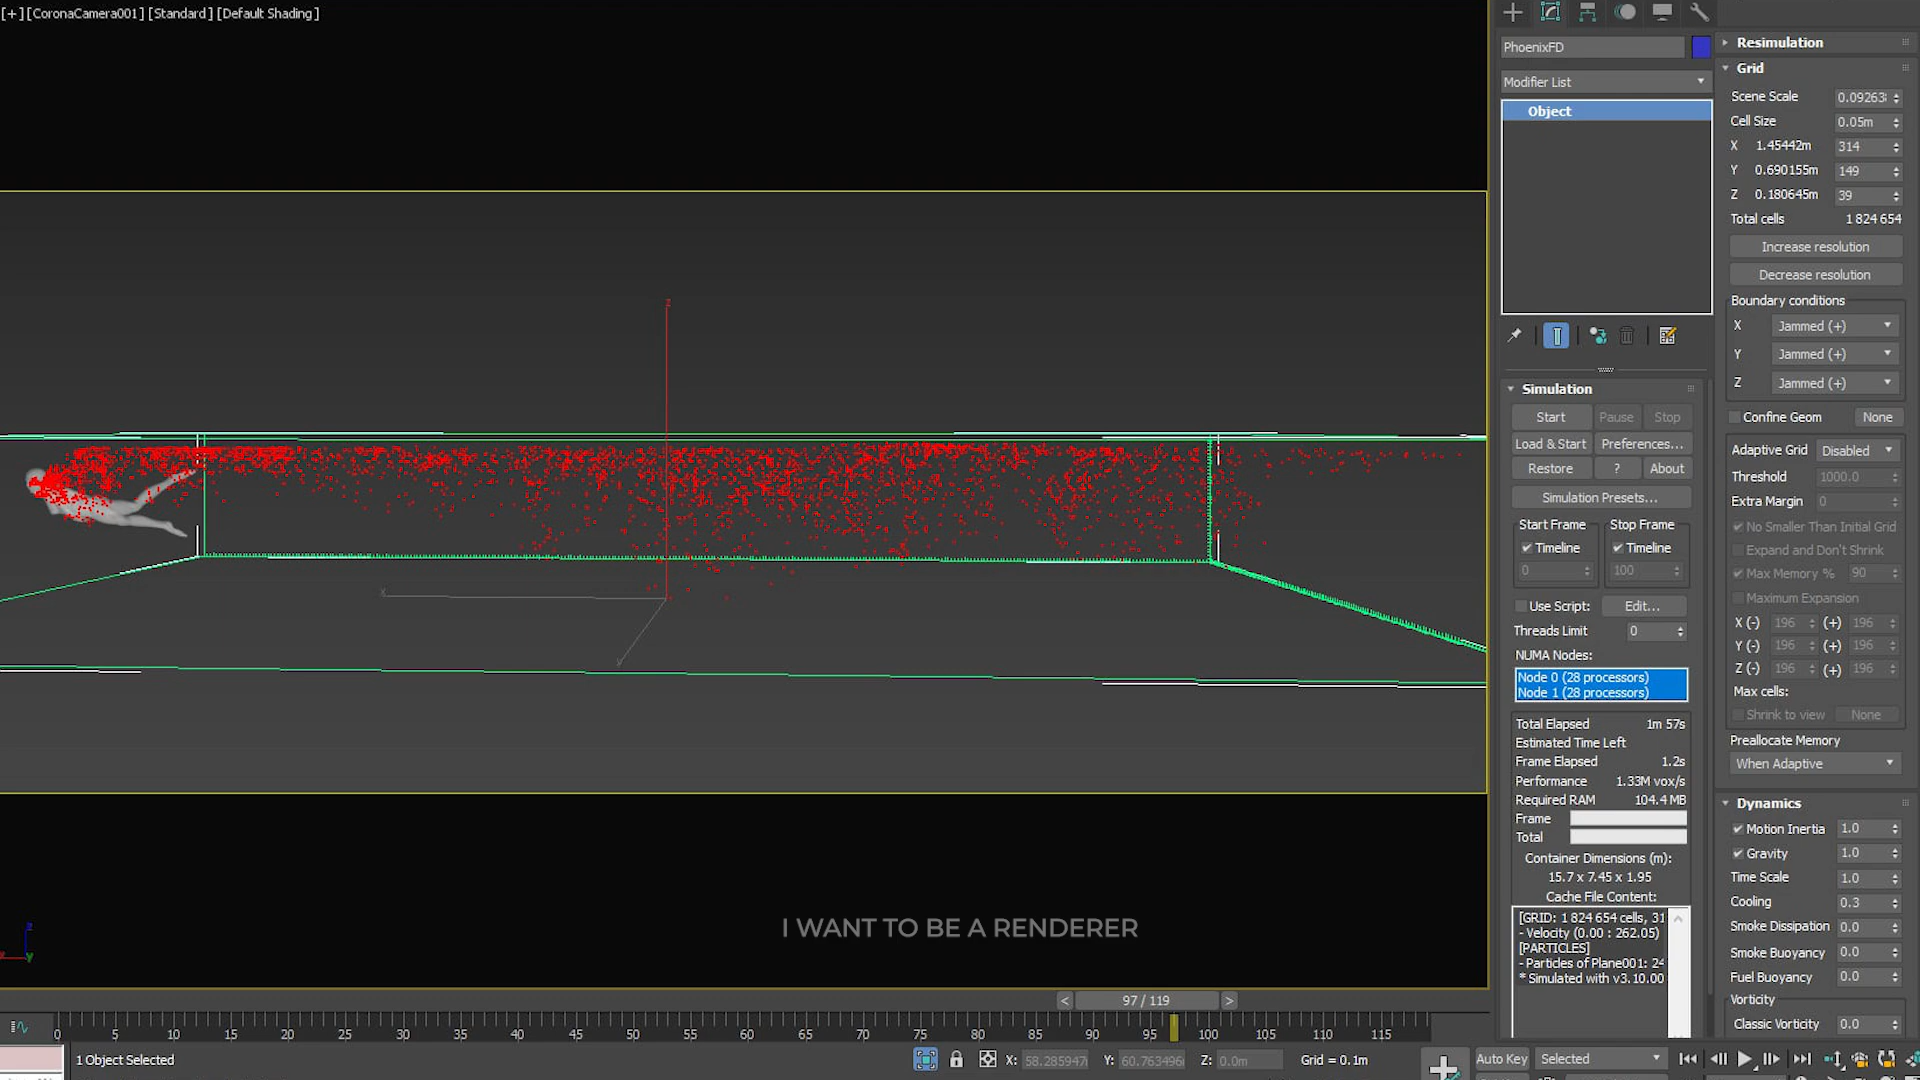 [+] [CoronaCamera001] [Standard] [Default Shading]
I WANT TO BE A RENDERER
< 97 / 119 >
0 5 10 15 20 25 30 35 40 45 50 55 60 65 70 75 80 85 90 95 100 105 110 115
1 Object Selected
X: 58.285947 Y: 60.763496 Z: 0.0m Grid = 0.1m
Auto Key Selected
PhoenixFD
Modifier List
Object
Simulation
Start Pause Stop
Load & Start Preferences...
Restore ? About
Simulation Presets...
Start Frame Stop Frame
Timeline Timeline
0 100
Use Script: Edit...
Threads Limit 0
NUMA Nodes:
Node 0 (28 processors)
Node 1 (28 processors)
Total Elapsed 1m 57s
Estimated Time Left
Frame Elapsed 1.2s
Performance 1.33M vox/s
Required RAM 104.4 MB
Frame
Total
Container Dimensions (m):
15.7 x 7.45 x 1.95
Cache File Content:
[GRID: 1 824 654 cells, 31
- Velocity (0.00 : 262.05)
[PARTICLES]
- Particles of Plane001: 24
* Simulated with v3.10.00
Resimulation
Grid
Scene Scale 0.0926
Cell Size 0.05m
X 1.45442m 314
Y 0.690155m 149
Z 0.180645m 39
Total cells 1 824 654
Increase resolution
Decrease resolution
Boundary conditions
X Jammed (+)
Y Jammed (+)
Z Jammed (+)
Confine Geom None
Adaptive Grid Disabled
Threshold 1000.0
Extra Margin 0
No Smaller Than Initial Grid
Expand and Don't Shrink
Max Memory % 90
Maximum Expansion
X (-) 196 (+) 196
Y (-) 196 (+) 196
Z (-) 196 (+) 196
Max cells:
Shrink to view None
Preallocate Memory
When Adaptive
Dynamics
Motion Inertia 1.0
Gravity 1.0
Time Scale 1.0
Cooling 0.3
Smoke Dissipation 0.0
Smoke Buoyancy 0.0
Fuel Buoyancy 0.0
Vorticity
Classic Vorticity 0.0